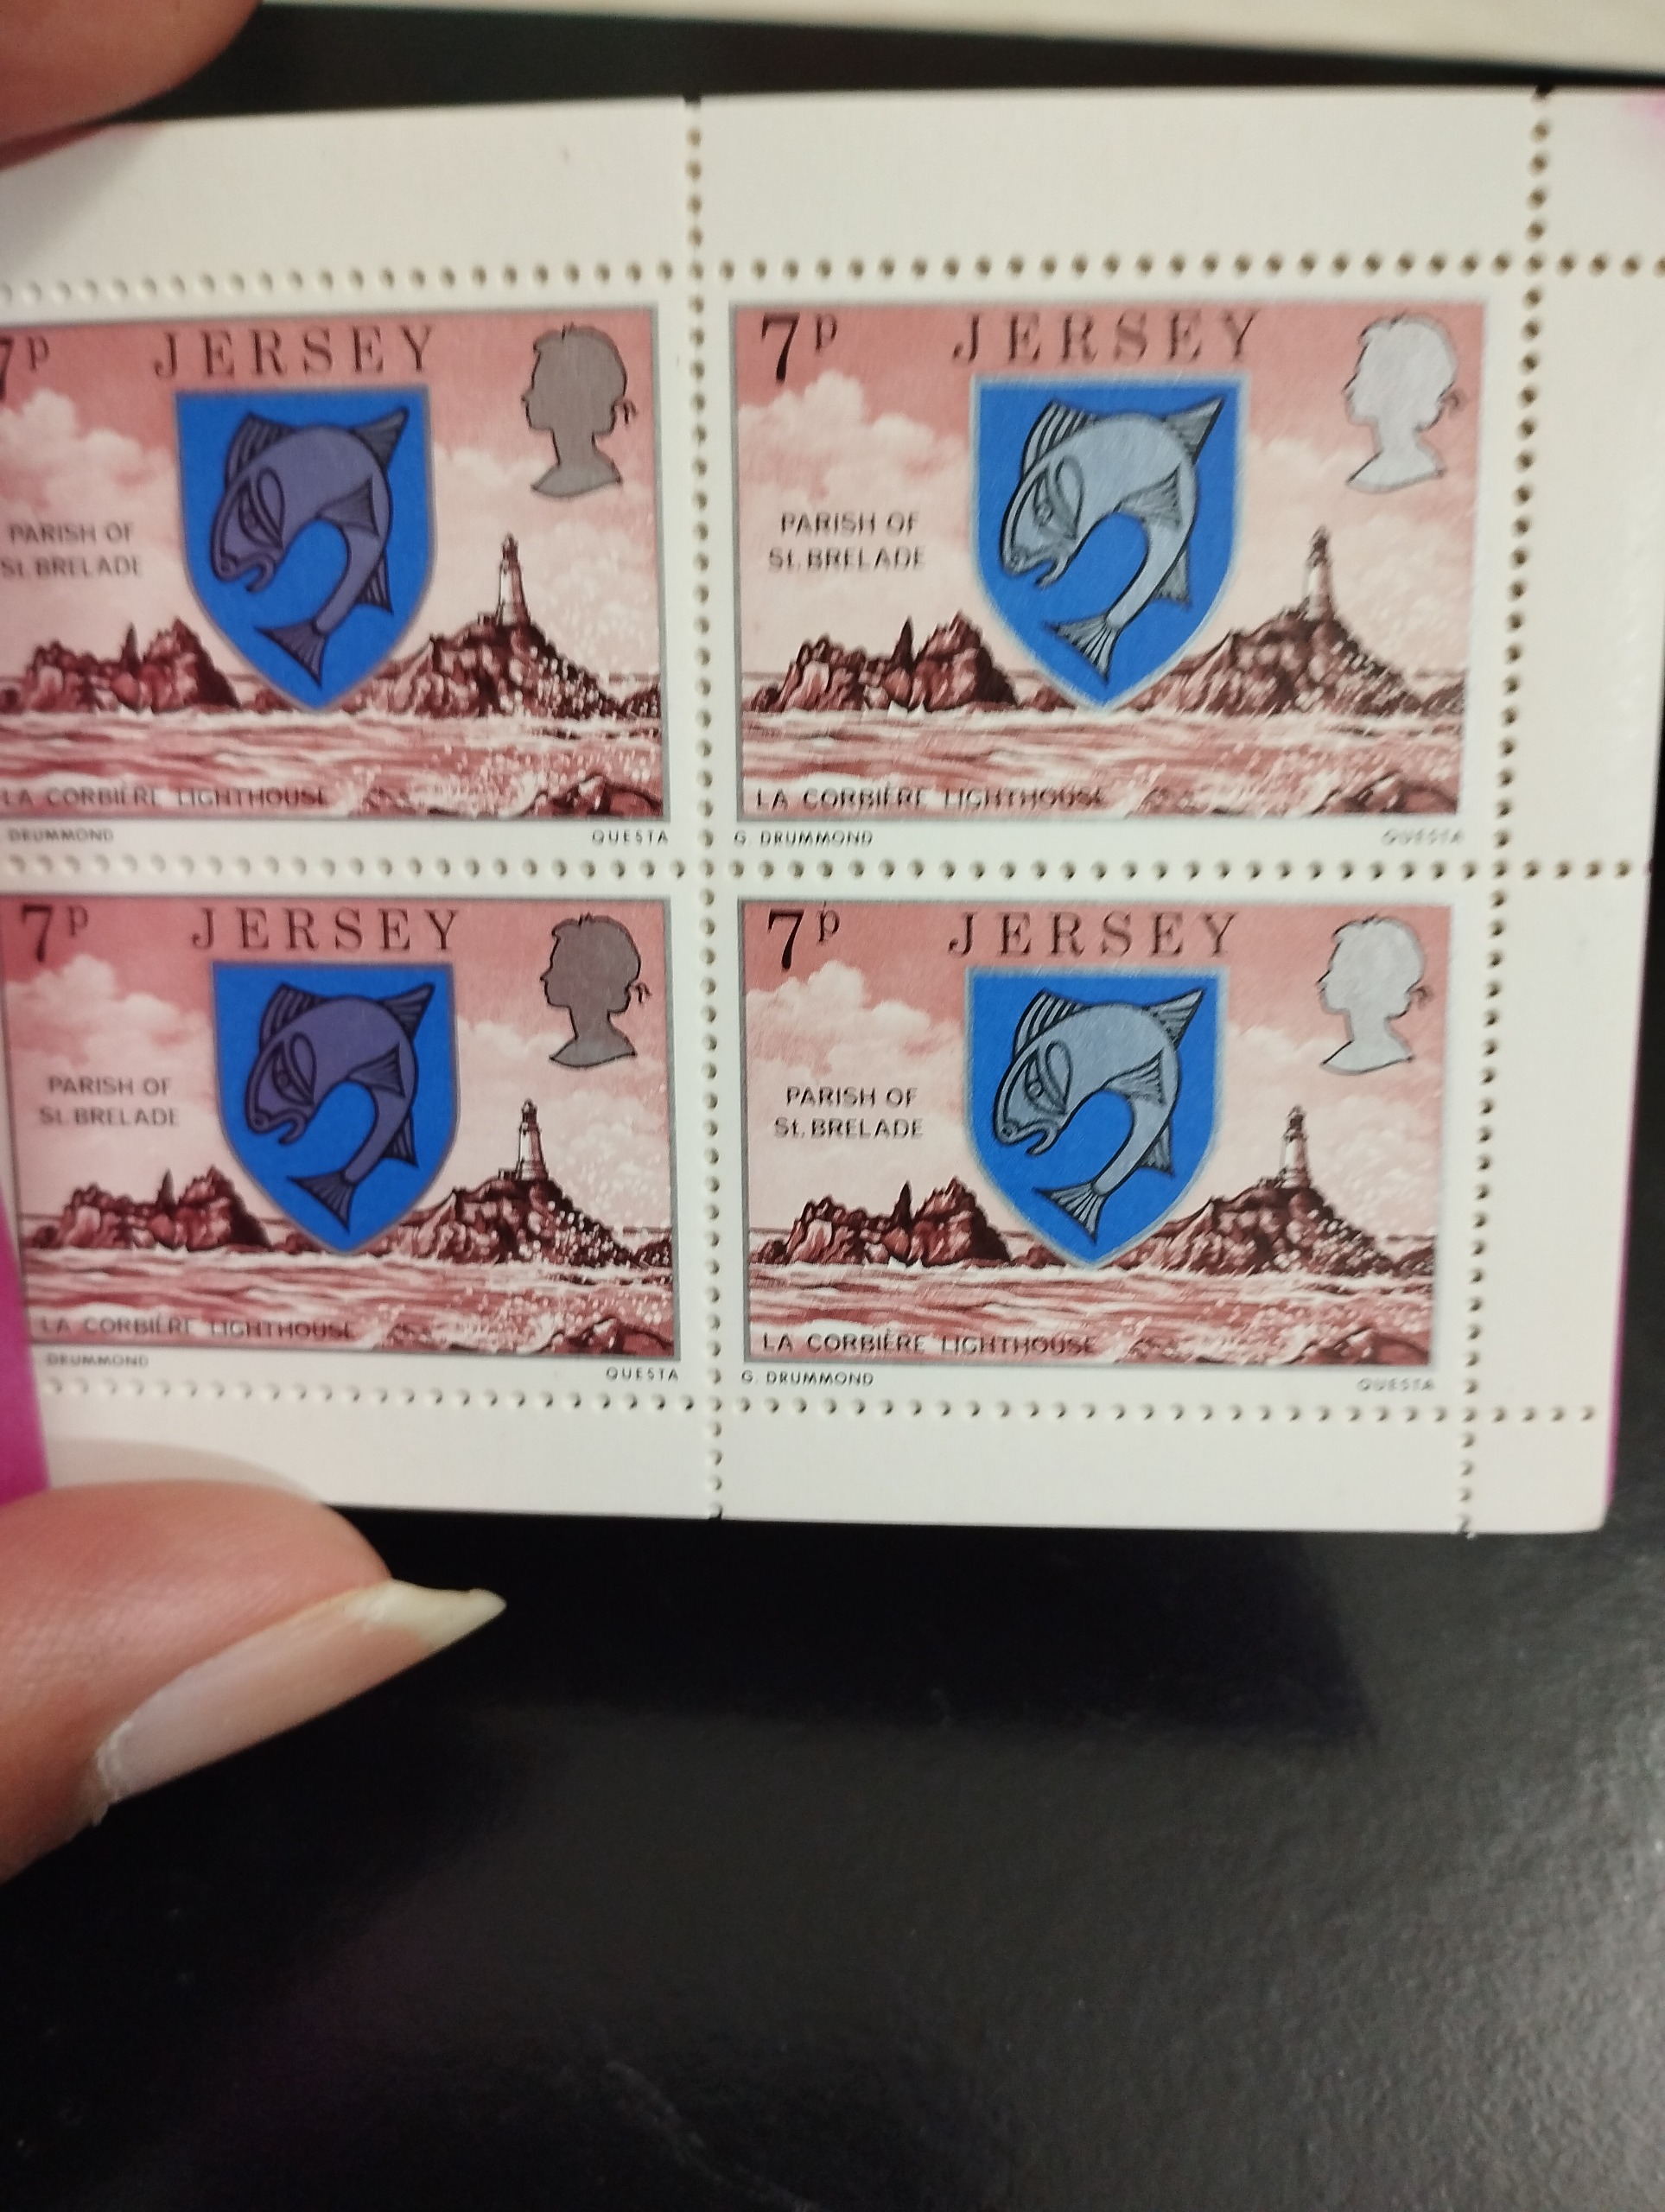 7p JERSEY
PARISH OF
St. BRELADE
LA CORBIÈRE LIGHTHOUSE
DRUMMOND QUESTA
7p JERSEY
PARISH OF
St. BRELADE
LA CORBIÈRE LIGHTHOUSE
G. DRUMMOND QUESTA
7p JERSEY
PARISH OF
St. BRELADE
LA CORBIÈRE LIGHTHOUSE
DRUMMOND QUESTA
7p JERSEY
PARISH OF
St. BRELADE
LA CORBIÈRE LIGHTHOUSE
G. DRUMMOND QUESTA